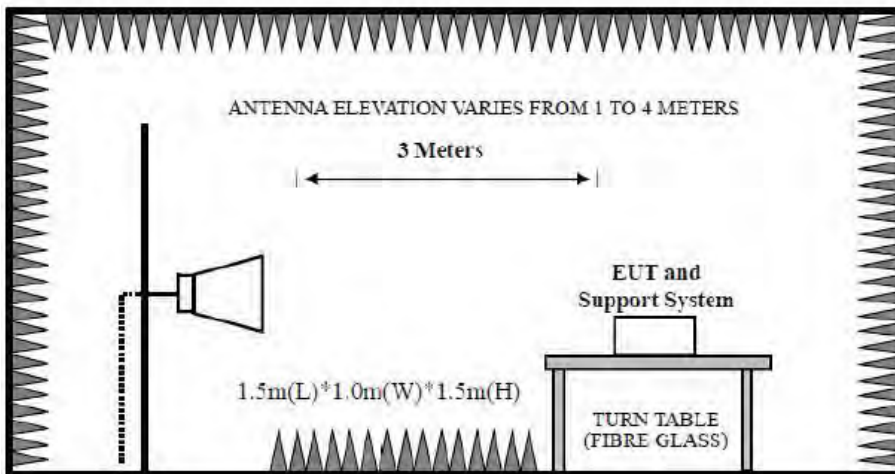 ANTENNA ELEVATION VARIES FROM 1 TO 4 METERS
3 Meters
EUT and
Support System
1.5m(L)*1.0m(W)*1.5m(H)
TURN TABLE
(FIBRE GLASS)